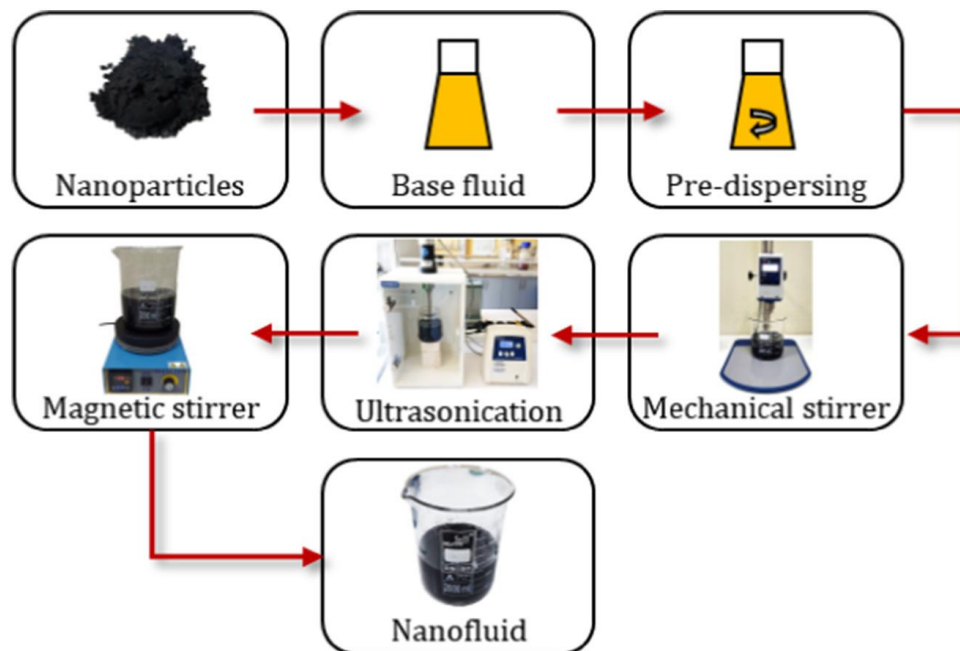 Nanoparticles
Base fluid
Pre-dispersing
Magnetic stirrer
Ultrasonication
Mechanical stirrer
Nanofluid